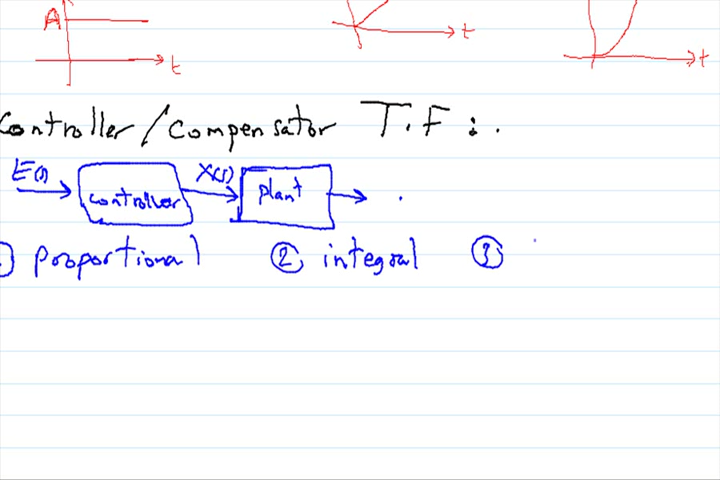 A t t t
Controller/Compensator T.F:.
E(s) controller X(s) plant
proportional ② integral ③